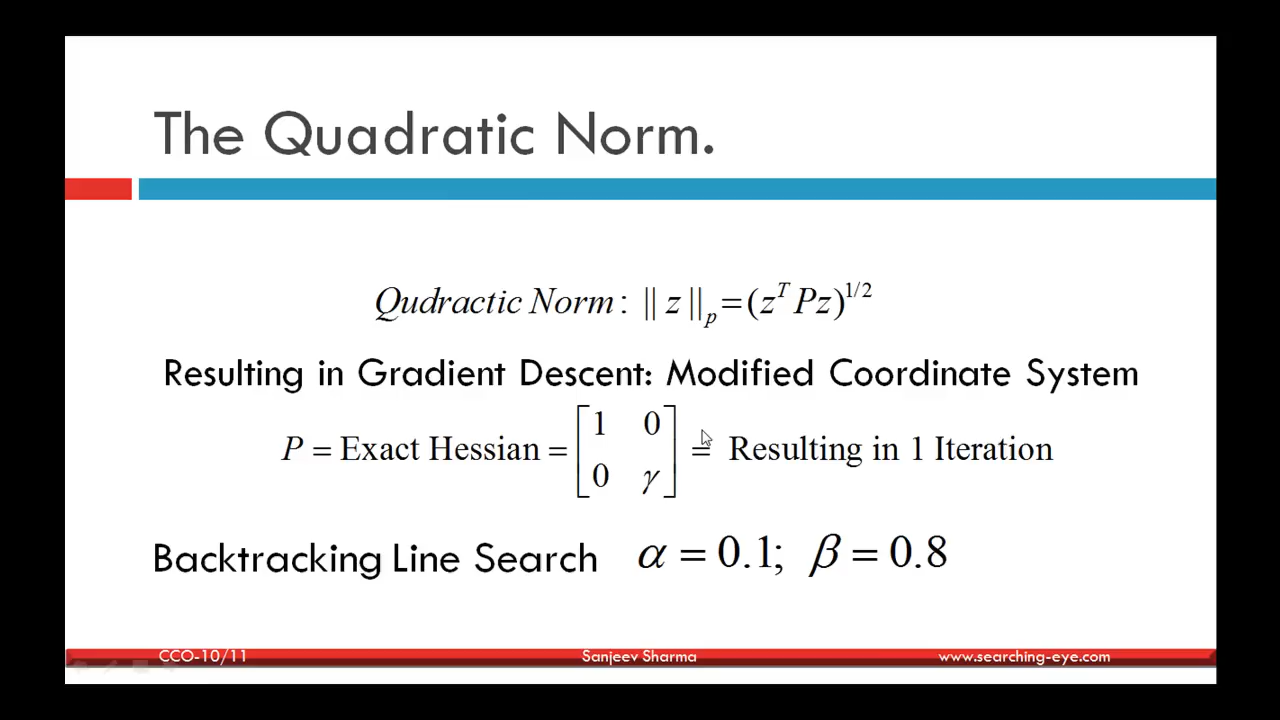 The Quadratic Norm.
Qudractic Norm : || z ||_p = (z^T Pz)^{1/2}
Resulting in Gradient Descent: Modified Coordinate System
P = Exact Hessian = [1 0; 0 γ] = Resulting in 1 Iteration
Backtracking Line Search α = 0.1; β = 0.8
CCO-10/11 Sanjeev Sharma www.searching-eye.com